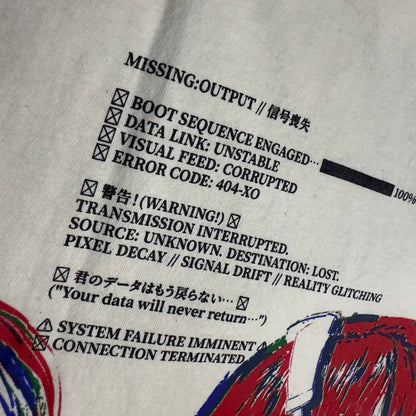 MISSING:OUTPUT // 信号喪失
☒ BOOT SEQUENCE ENGAGED… 100%
☒ DATA LINK: UNSTABLE
☒ VISUAL FEED: CORRUPTED
☒ ERROR CODE: 404-XO
☒ 警告! (WARNING!) ☒
TRANSMISSION INTERRUPTED.
SOURCE: UNKNOWN. DESTINATION: LOST.
PIXEL DECAY // SIGNAL DRIFT // REALITY GLITCHING
☒ 君のデータはもう戻らない… ☒
("Your data will never return…")
⚠ SYSTEM FAILURE IMMINENT ⚠
☒ CONNECTION TERMINATED